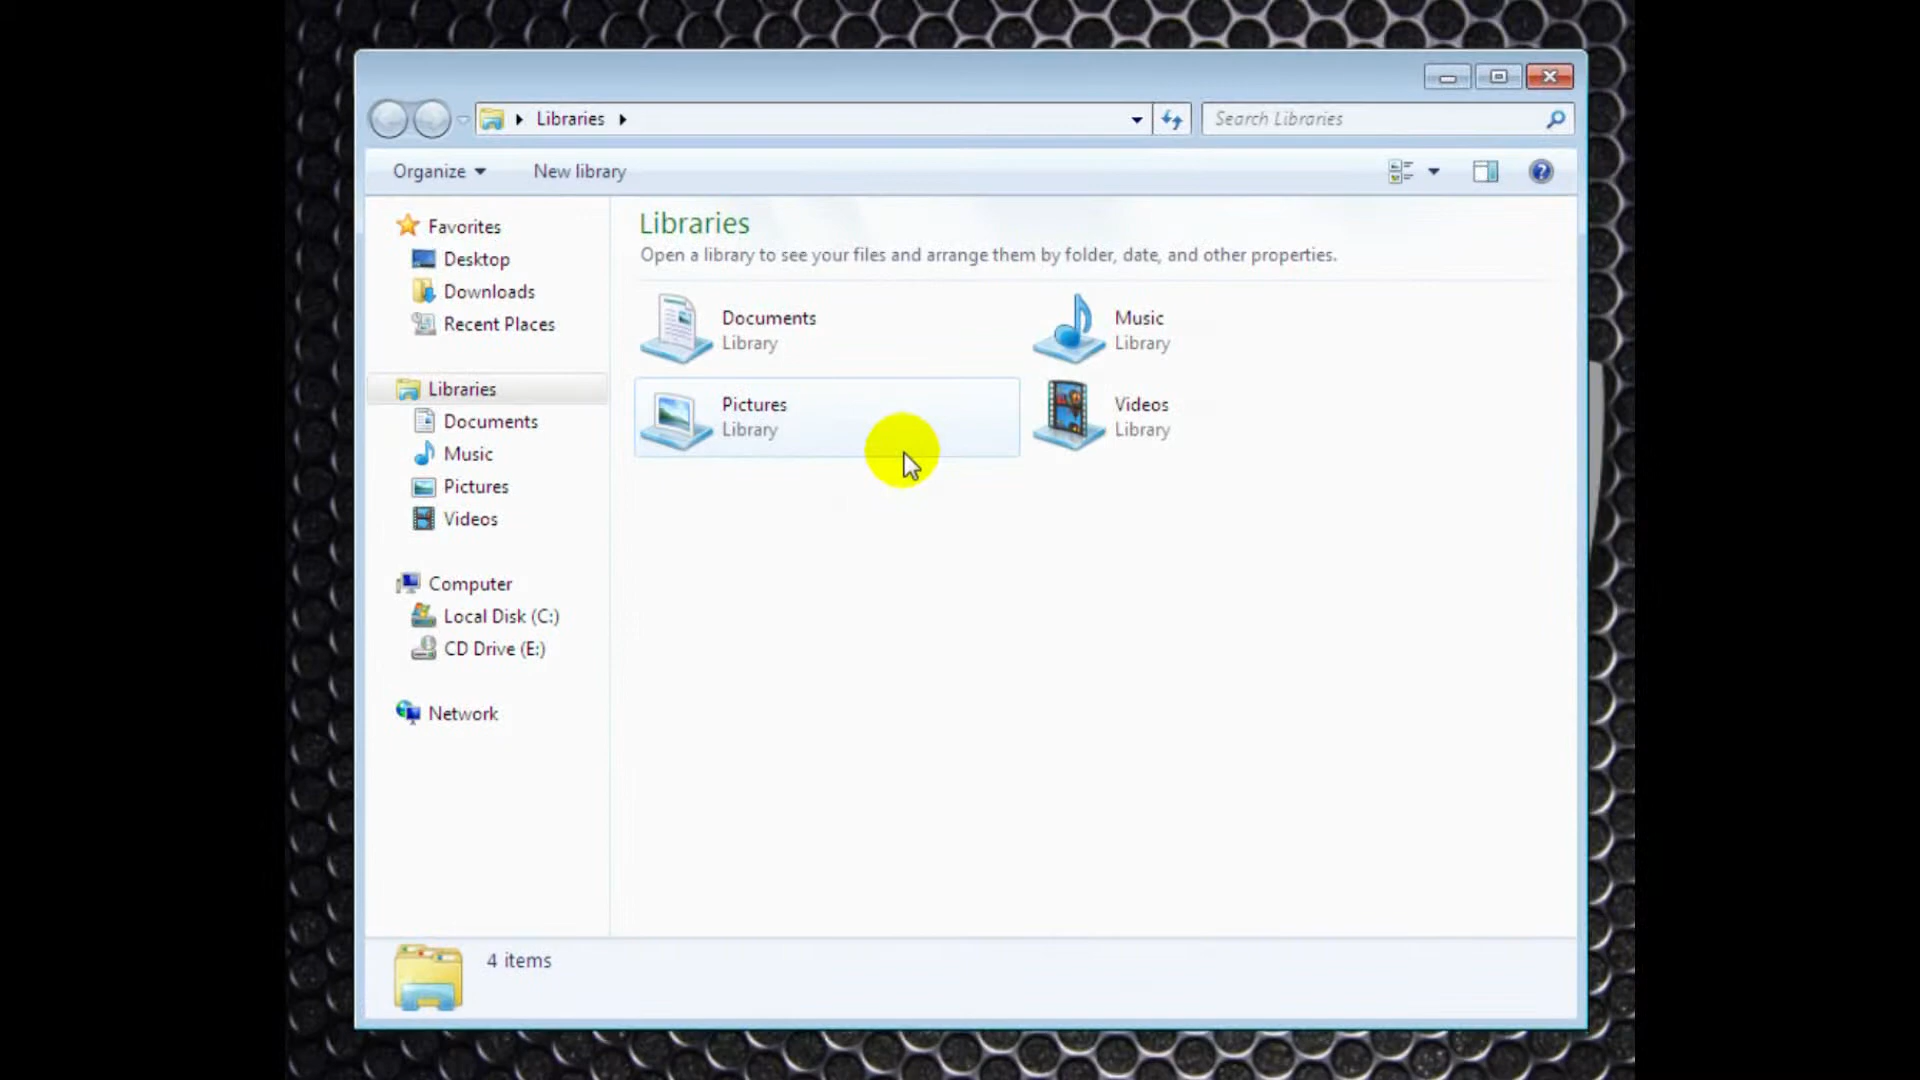 Libraries
Search Libraries
Organize
New library
Favorites
Desktop
Downloads
Recent Places
Libraries
Documents
Music
Pictures
Videos
Computer
Local Disk (C:)
CD Drive (E:)
Network
Libraries
Open a library to see your files and arrange them by folder, date, and other properties.
Documents
Library
Music
Library
Pictures
Library
Videos
Library
4 items